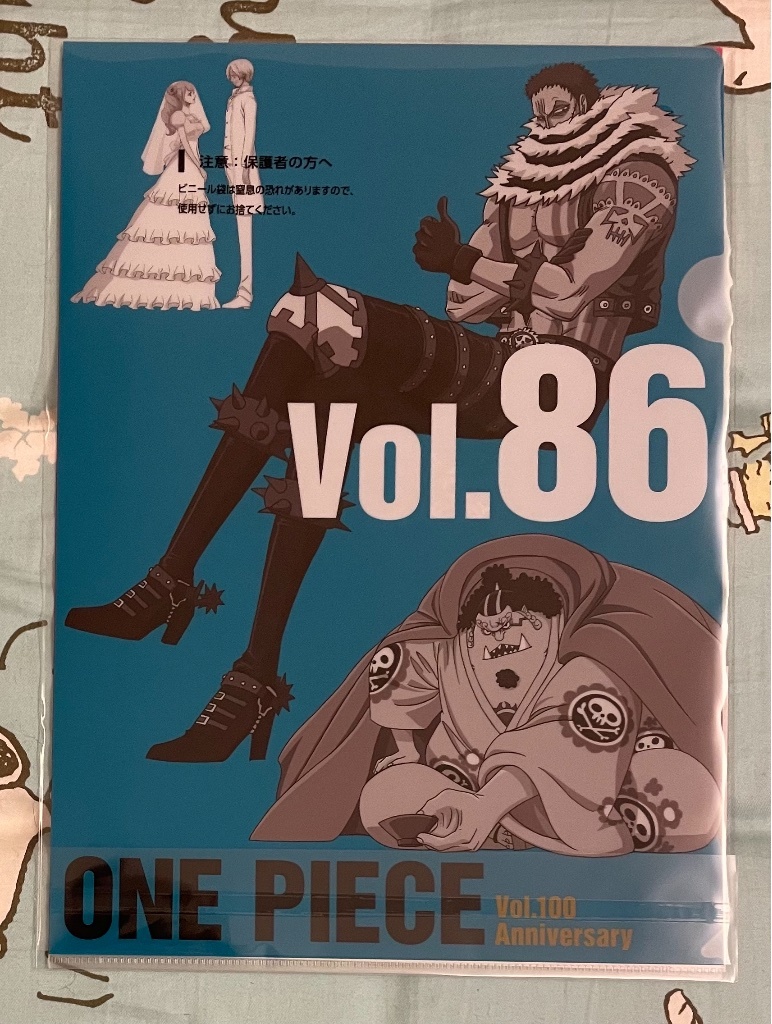 注意：保護者の方へ
ビニール袋は窒息の恐れがありますので、
使用せずにお捨てください。
Vol.86
ONE PIECE
Vol.100
Anniversary